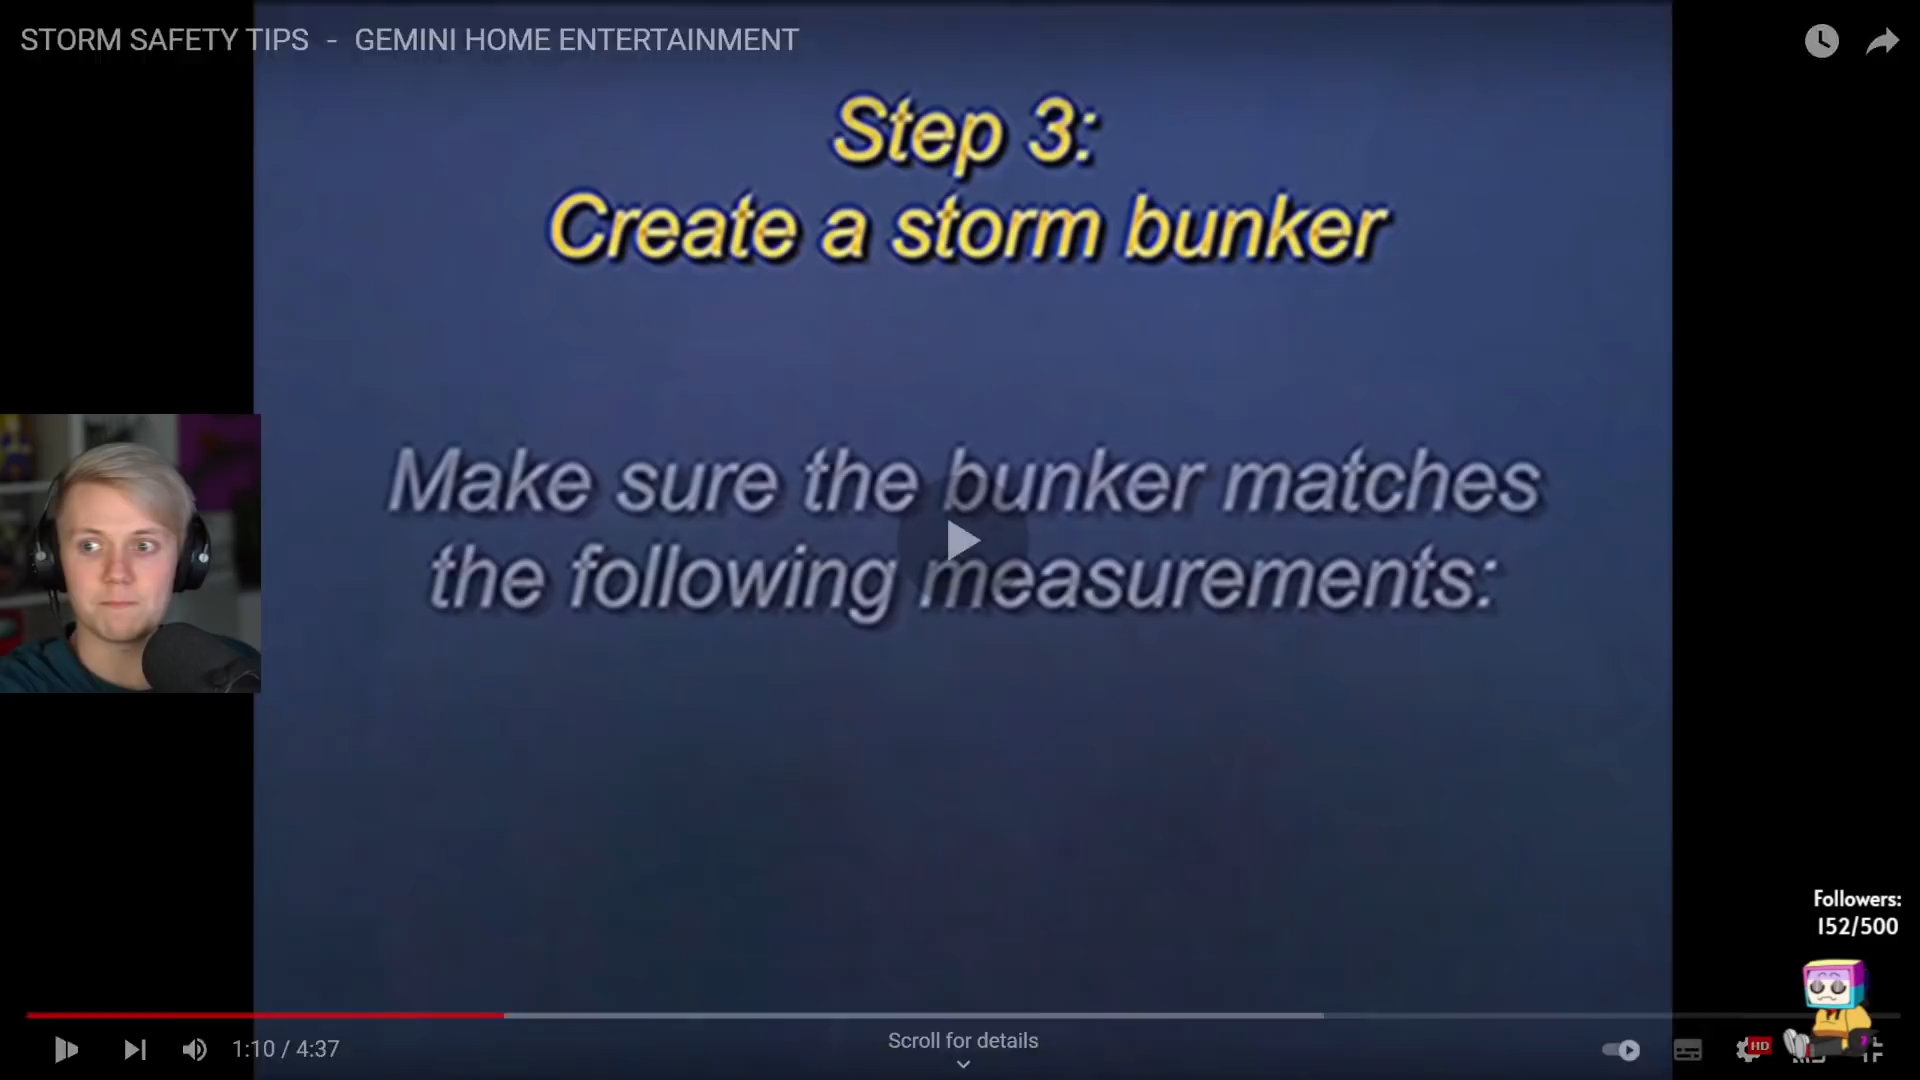 STORM SAFETY TIPS - GEMINI HOME ENTERTAINMENT
Step 3:
Create a storm bunker
Make sure the bunker matches
the following measurements:
Followers:
152/500
Scroll for details
1:10 / 4:37
HD